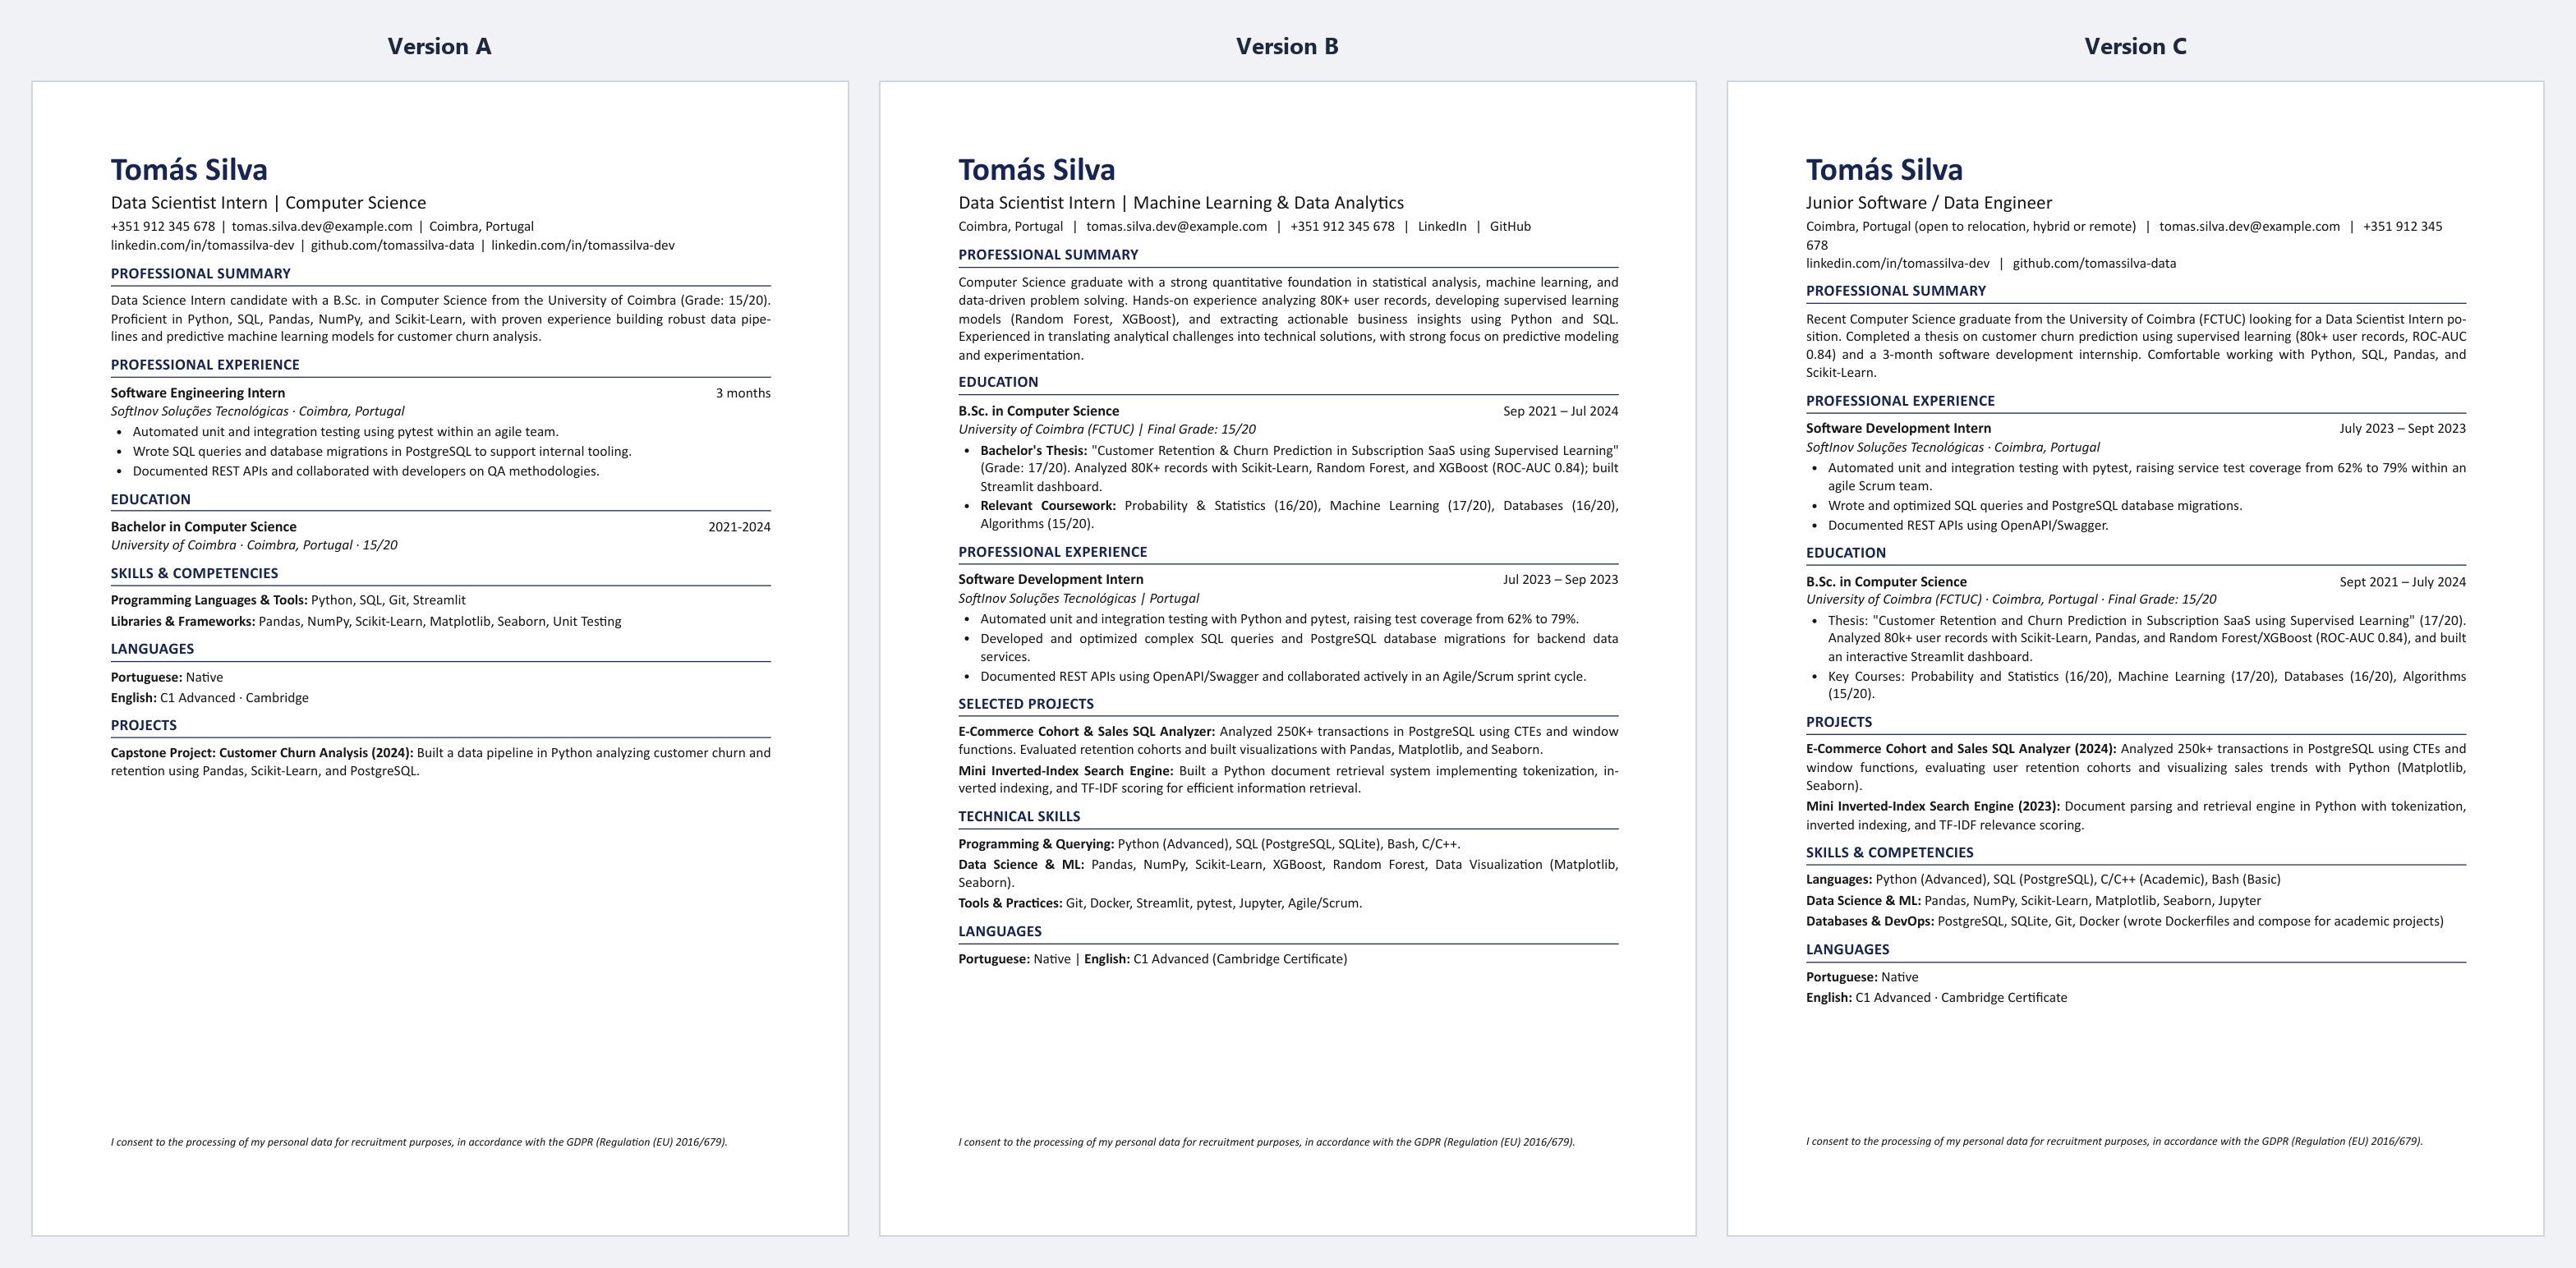 Version A
Tomás Silva
Data Scientist Intern | Computer Science
+351 912 345 678 | tomas.silva.dev@example.com | Coimbra, Portugal
linkedin.com/in/tomassilva-dev | github.com/tomassilva-data | linkedin.com/in/tomassilva-dev
PROFESSIONAL SUMMARY
Data Science Intern candidate with a B.Sc. in Computer Science from the University of Coimbra (Grade: 15/20).
Proficient in Python, SQL, Pandas, NumPy, and Scikit-Learn, with proven experience building robust data pipe-
lines and predictive machine learning models for customer churn analysis.
PROFESSIONAL EXPERIENCE
Software Engineering Intern 3 months
SoftInov Soluções Tecnológicas · Coimbra, Portugal
• Automated unit and integration testing using pytest within an agile team.
• Wrote SQL queries and database migrations in PostgreSQL to support internal tooling.
• Documented REST APIs and collaborated with developers on QA methodologies.
EDUCATION
Bachelor in Computer Science 2021-2024
University of Coimbra · Coimbra, Portugal · 15/20
SKILLS & COMPETENCIES
Programming Languages & Tools: Python, SQL, Git, Streamlit
Libraries & Frameworks: Pandas, NumPy, Scikit-Learn, Matplotlib, Seaborn, Unit Testing
LANGUAGES
Portuguese: Native
English: C1 Advanced · Cambridge
PROJECTS
Capstone Project: Customer Churn Analysis (2024): Built a data pipeline in Python analyzing customer churn and
retention using Pandas, Scikit-Learn, and PostgreSQL.
I consent to the processing of my personal data for recruitment purposes, in accordance with the GDPR (Regulation (EU) 2016/679).
Version B
Tomás Silva
Data Scientist Intern | Machine Learning & Data Analytics
Coimbra, Portugal | tomas.silva.dev@example.com | +351 912 345 678 | LinkedIn | GitHub
PROFESSIONAL SUMMARY
Computer Science graduate with a strong quantitative foundation in statistical analysis, machine learning, and
data-driven problem solving. Hands-on experience analyzing 80K+ user records, developing supervised learning
models (Random Forest, XGBoost), and extracting actionable business insights using Python and SQL.
Experienced in translating analytical challenges into technical solutions, with strong focus on predictive modeling
and experimentation.
EDUCATION
B.Sc. in Computer Science Sep 2021 – Jul 2024
University of Coimbra (FCTUC) | Final Grade: 15/20
• Bachelor's Thesis: "Customer Retention & Churn Prediction in Subscription SaaS using Supervised Learning"
(Grade: 17/20). Analyzed 80K+ records with Scikit-Learn, Random Forest, and XGBoost (ROC-AUC 0.84); built
Streamlit dashboard.
• Relevant Coursework: Probability & Statistics (16/20), Machine Learning (17/20), Databases (16/20),
Algorithms (15/20).
PROFESSIONAL EXPERIENCE
Software Development Intern Jul 2023 – Sep 2023
SoftInov Soluções Tecnológicas | Portugal
• Automated unit and integration testing with Python and pytest, raising test coverage from 62% to 79%.
• Developed and optimized complex SQL queries and PostgreSQL database migrations for backend data
services.
• Documented REST APIs using OpenAPI/Swagger and collaborated actively in an Agile/Scrum sprint cycle.
SELECTED PROJECTS
E-Commerce Cohort & Sales SQL Analyzer: Analyzed 250K+ transactions in PostgreSQL using CTEs and window
functions. Evaluated retention cohorts and built visualizations with Pandas, Matplotlib, and Seaborn.
Mini Inverted-Index Search Engine: Built a Python document retrieval system implementing tokenization, in-
verted indexing, and TF-IDF scoring for efficient information retrieval.
TECHNICAL SKILLS
Programming & Querying: Python (Advanced), SQL (PostgreSQL, SQLite), Bash, C/C++.
Data Science & ML: Pandas, NumPy, Scikit-Learn, XGBoost, Random Forest, Data Visualization (Matplotlib,
Seaborn).
Tools & Practices: Git, Docker, Streamlit, pytest, Jupyter, Agile/Scrum.
LANGUAGES
Portuguese: Native | English: C1 Advanced (Cambridge Certificate)
I consent to the processing of my personal data for recruitment purposes, in accordance with the GDPR (Regulation (EU) 2016/679).
Version C
Tomás Silva
Junior Software / Data Engineer
Coimbra, Portugal (open to relocation, hybrid or remote) | tomas.silva.dev@example.com | +351 912 345
678
linkedin.com/in/tomassilva-dev | github.com/tomassilva-data
PROFESSIONAL SUMMARY
Recent Computer Science graduate from the University of Coimbra (FCTUC) looking for a Data Scientist Intern po-
sition. Completed a thesis on customer churn prediction using supervised learning (80k+ user records, ROC-AUC
0.84) and a 3-month software development internship. Comfortable working with Python, SQL, Pandas, and
Scikit-Learn.
PROFESSIONAL EXPERIENCE
Software Development Intern July 2023 – Sept 2023
SoftInov Soluções Tecnológicas · Coimbra, Portugal
• Automated unit and integration testing with pytest, raising service test coverage from 62% to 79% within an
agile Scrum team.
• Wrote and optimized SQL queries and PostgreSQL database migrations.
• Documented REST APIs using OpenAPI/Swagger.
EDUCATION
B.Sc. in Computer Science Sept 2021 – July 2024
University of Coimbra (FCTUC) · Coimbra, Portugal · Final Grade: 15/20
• Thesis: "Customer Retention and Churn Prediction in Subscription SaaS using Supervised Learning" (17/20).
Analyzed 80k+ user records with Scikit-Learn, Pandas, and Random Forest/XGBoost (ROC-AUC 0.84), and built
an interactive Streamlit dashboard.
• Key Courses: Probability and Statistics (16/20), Machine Learning (17/20), Databases (16/20), Algorithms
(15/20).
PROJECTS
E-Commerce Cohort and Sales SQL Analyzer (2024): Analyzed 250k+ transactions in PostgreSQL using CTEs and
window functions, evaluating user retention cohorts and visualizing sales trends with Python (Matplotlib,
Seaborn).
Mini Inverted-Index Search Engine (2023): Document parsing and retrieval engine in Python with tokenization,
inverted indexing, and TF-IDF relevance scoring.
SKILLS & COMPETENCIES
Languages: Python (Advanced), SQL (PostgreSQL), C/C++ (Academic), Bash (Basic)
Data Science & ML: Pandas, NumPy, Scikit-Learn, Matplotlib, Seaborn, Jupyter
Databases & DevOps: PostgreSQL, SQLite, Git, Docker (wrote Dockerfiles and compose for academic projects)
LANGUAGES
Portuguese: Native
English: C1 Advanced · Cambridge Certificate
I consent to the processing of my personal data for recruitment purposes, in accordance with the GDPR (Regulation (EU) 2016/679).